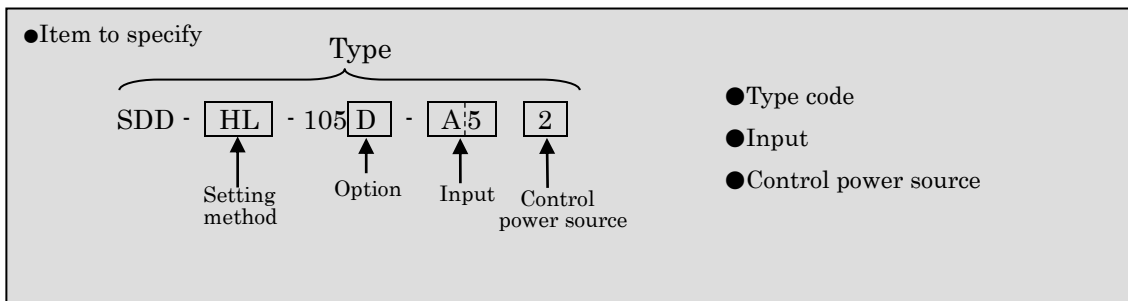 ●Item to specify
Type
SDD - HL - 105 D - A 5 2
Setting method
Option
Input
Control power source
●Type code
●Input
●Control power source